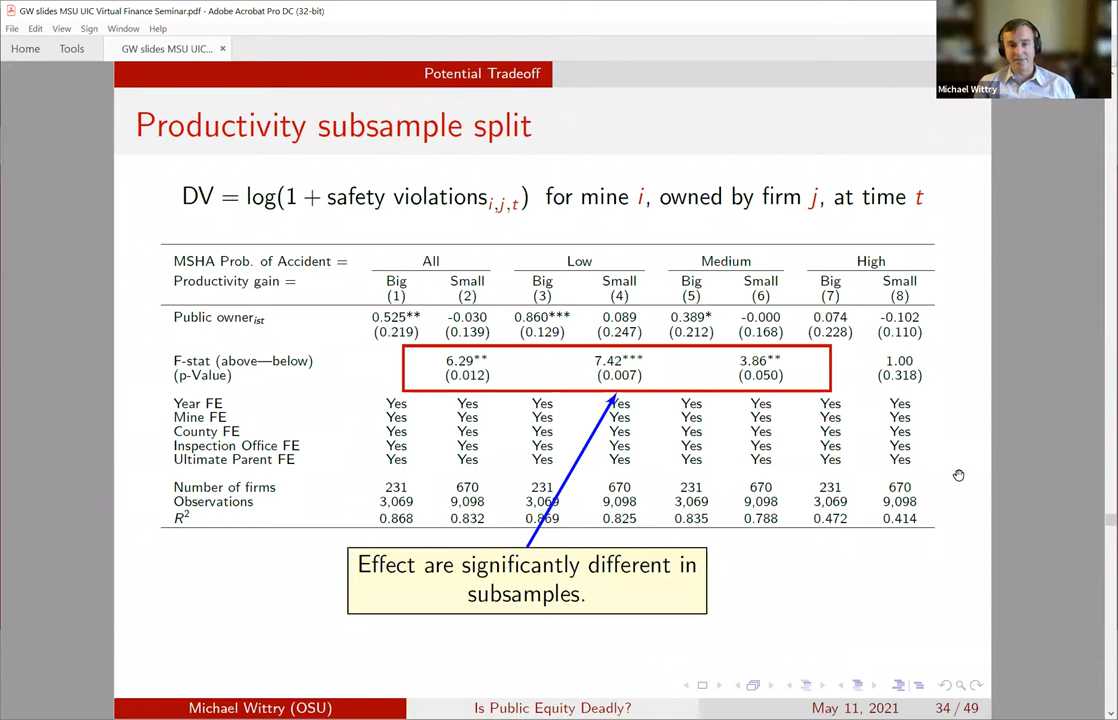 GW slides MSU UIC Virtual Finance Seminar.pdf - Adobe Acrobat Pro DC (32-bit)
File Edit View Sign Window Help
Home Tools GW slides MSU UIC... ×
Michael Wittry
Potential Tradeoff
Productivity subsample split
DV = log(1 + safety violations i,j,t) for mine i, owned by firm j, at time t
MSHA Prob. of Accident = All Low Medium High
Productivity gain = Big Small Big Small Big Small Big Small
(1) (2) (3) (4) (5) (6) (7) (8)
Public owner ist 0.525** -0.030 0.860*** 0.089 0.389* -0.000 0.074 -0.102
(0.219) (0.139) (0.129) (0.247) (0.212) (0.168) (0.228) (0.110)
F-stat (above—below) 6.29** 7.42*** 3.86** 1.00
(p-Value) (0.012) (0.007) (0.050) (0.318)
Year FE Yes Yes Yes Yes Yes Yes Yes Yes
Mine FE Yes Yes Yes Yes Yes Yes Yes Yes
County FE Yes Yes Yes Yes Yes Yes Yes Yes
Inspection Office FE Yes Yes Yes Yes Yes Yes Yes Yes
Ultimate Parent FE Yes Yes Yes Yes Yes Yes Yes Yes
Number of firms 231 670 231 670 231 670 231 670
Observations 3,069 9,098 3,069 9,098 3,069 9,098 3,069 9,098
R2 0.868 0.832 0.869 0.825 0.835 0.788 0.472 0.414
Effect are significantly different in
subsamples.
Michael Wittry (OSU) Is Public Equity Deadly? May 11, 2021 34 / 49